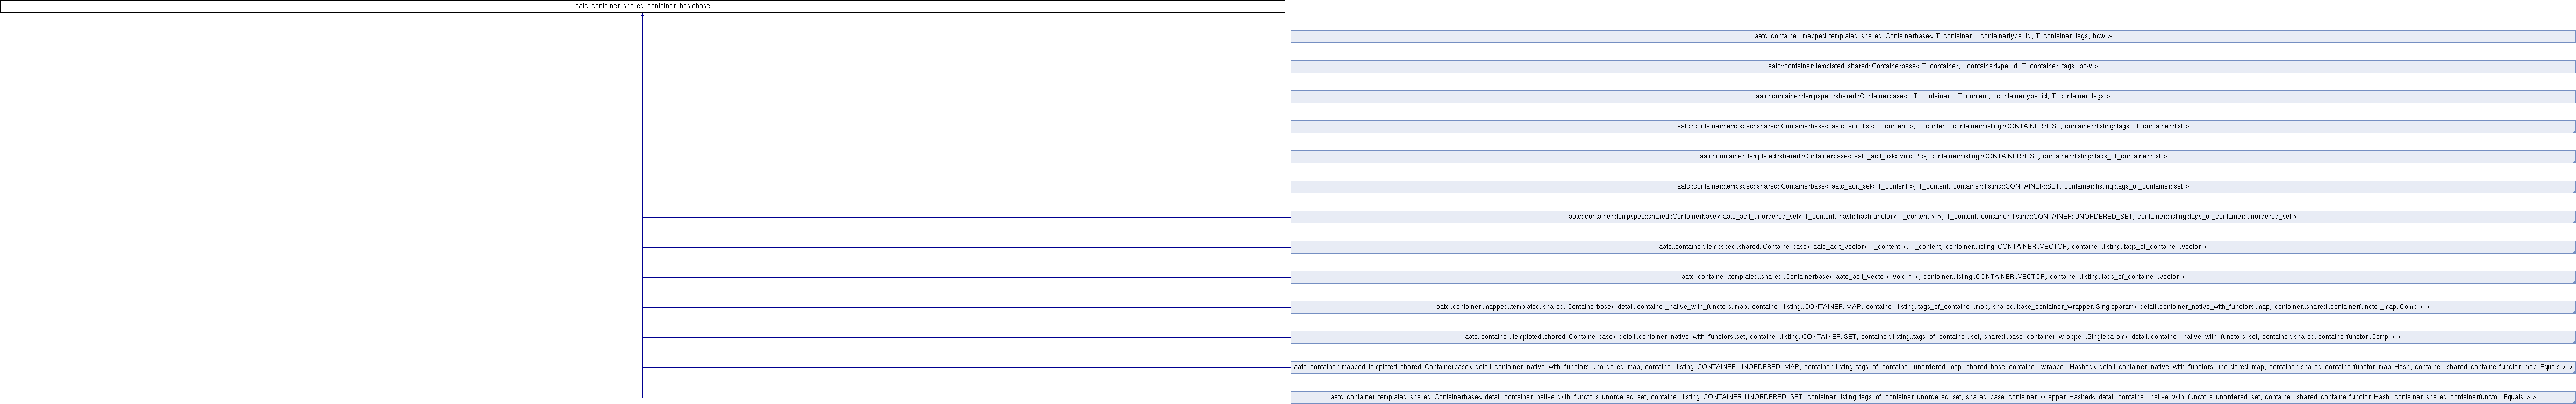 aatc::container::shared::container_basicbase
aatc::container::mapped::templated::shared::Containerbase< T_container, _containertype_id, T_container_tags, bcw >
aatc::container::templated::shared::Containerbase< T_container, _containertype_id, T_container_tags, bcw >
aatc::container::tempspec::shared::Containerbase< _T_container, _T_content, _containertype_id, T_container_tags >
aatc::container::tempspec::shared::Containerbase< aatc_acit_list< T_content >, T_content, container::listing::CONTAINER::LIST, container::listing::tags_of_container::list >
aatc::container::templated::shared::Containerbase< aatc_acit_list< void * >, container::listing::CONTAINER::LIST, container::listing::tags_of_container::list >
aatc::container::tempspec::shared::Containerbase< aatc_acit_set< T_content >, T_content, container::listing::CONTAINER::SET, container::listing::tags_of_container::set >
aatc::container::tempspec::shared::Containerbase< aatc_acit_unordered_set< T_content, hash::hashfunctor< T_content > >, T_content, container::listing::CONTAINER::UNORDERED_SET, container::listing::tags_of_container::unordered_set >
aatc::container::tempspec::shared::Containerbase< aatc_acit_vector< T_content >, T_content, container::listing::CONTAINER::VECTOR, container::listing::tags_of_container::vector >
aatc::container::templated::shared::Containerbase< aatc_acit_vector< void * >, container::listing::CONTAINER::VECTOR, container::listing::tags_of_container::vector >
aatc::container::mapped::templated::shared::Containerbase< detail::container_native_with_functors::map, container::listing::CONTAINER::MAP, container::listing::tags_of_container::map, shared::base_container_wrapper::Singleparam< detail::container_native_with_functors::map, container::shared::containerfunctor_map::Comp > >
aatc::container::templated::shared::Containerbase< detail::container_native_with_functors::set, container::listing::CONTAINER::SET, container::listing::tags_of_container::set, shared::base_container_wrapper::Singleparam< detail::container_native_with_functors::set, container::shared::containerfunctor::Comp > >
aatc::container::mapped::templated::shared::Containerbase< detail::container_native_with_functors::unordered_map, container::listing::CONTAINER::UNORDERED_MAP, container::listing::tags_of_container::unordered_map, shared::base_container_wrapper::Hashed< detail::container_native_with_functors::unordered_map, container::shared::containerfunctor_map::Hash, container::shared::containerfunctor_map::Equals > >
aatc::container::templated::shared::Containerbase< detail::container_native_with_functors::unordered_set, container::listing::CONTAINER::UNORDERED_SET, container::listing::tags_of_container::unordered_set, shared::base_container_wrapper::Hashed< detail::container_native_with_functors::unordered_set, container::shared::containerfunctor::Hash, container::shared::containerfunctor::Equals > >